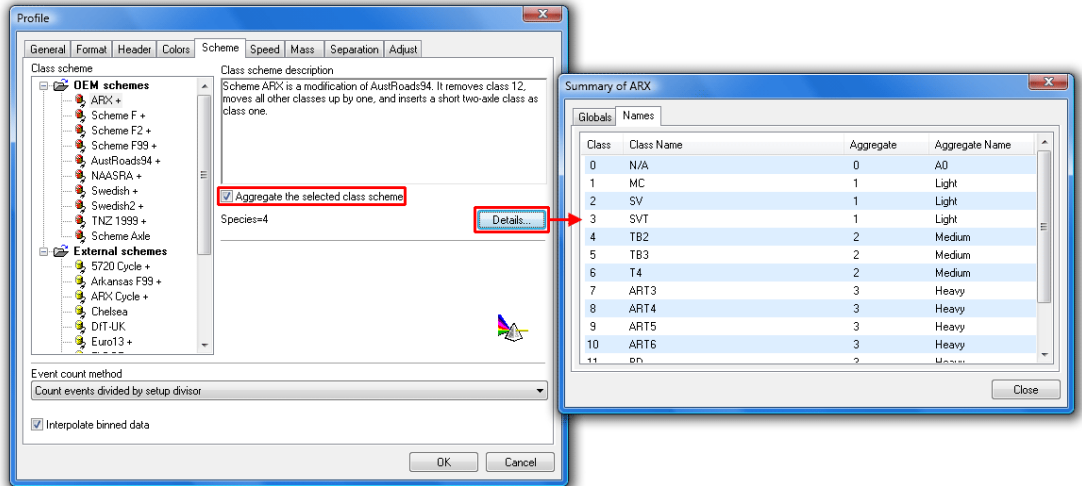 Profile
General Format Header Colors Scheme Speed Mass Separation Adjust
Class scheme
OEM schemes
ARX +
Scheme F +
Scheme F2 +
Scheme F99 +
AustRoads94 +
NAASRA +
Swedish +
Swedish2 +
TNZ 1999 +
Scheme Axle
External schemes
5720 Cycle +
Arkansas F99 +
ARX Cycle +
Chelsea
DfT-UK
Euro13 +
Class scheme description
Scheme ARX is a modification of AustRoads94. It removes class 12,
moves all other classes up by one, and inserts a short two-axle class as
class one.
Aggregate the selected class scheme
Species=4
Details...
Event count method
Count events divided by setup divisor
Interpolate binned data
OK Cancel
Summary of ARX
Globals Names
Class Class Name Aggregate Aggregate Name
0 N/A 0 A0
1 MC 1 Light
2 SV 1 Light
3 SVT 1 Light
4 TB2 2 Medium
5 TB3 2 Medium
6 T4 2 Medium
7 ART3 3 Heavy
8 ART4 3 Heavy
9 ART5 3 Heavy
10 ART6 3 Heavy
11 BD 3 Heavy
Close